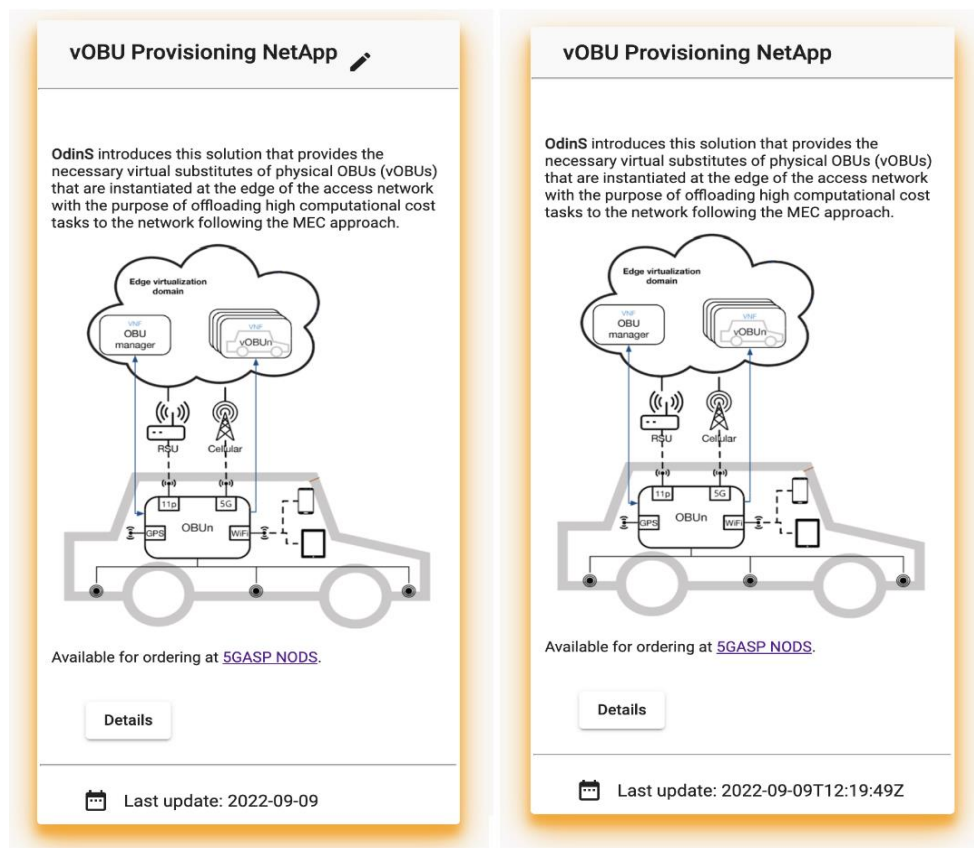 vOBU Provisioning NetApp
OdinS introduces this solution that provides the
necessary virtual substitutes of physical OBUs (vOBUs)
that are instantiated at the edge of the access network
with the purpose of offloading high computational cost
tasks to the network following the MEC approach.
Edge virtualization
domain
VNF
OBU
manager
VNF
vOBUn
RSU
Cellular
11p
5G
GPS
OBUn
WiFi
Available for ordering at 5GASP NODS.
Details
Last update: 2022-09-09
vOBU Provisioning NetApp
OdinS introduces this solution that provides the
necessary virtual substitutes of physical OBUs (vOBUs)
that are instantiated at the edge of the access network
with the purpose of offloading high computational cost
tasks to the network following the MEC approach.
Edge virtualization
domain
VNF
OBU
manager
VNF
vOBUn
RSU
Cellular
11p
5G
GPS
OBUn
WiFi
Available for ordering at 5GASP NODS.
Details
Last update: 2022-09-09T12:19:49Z